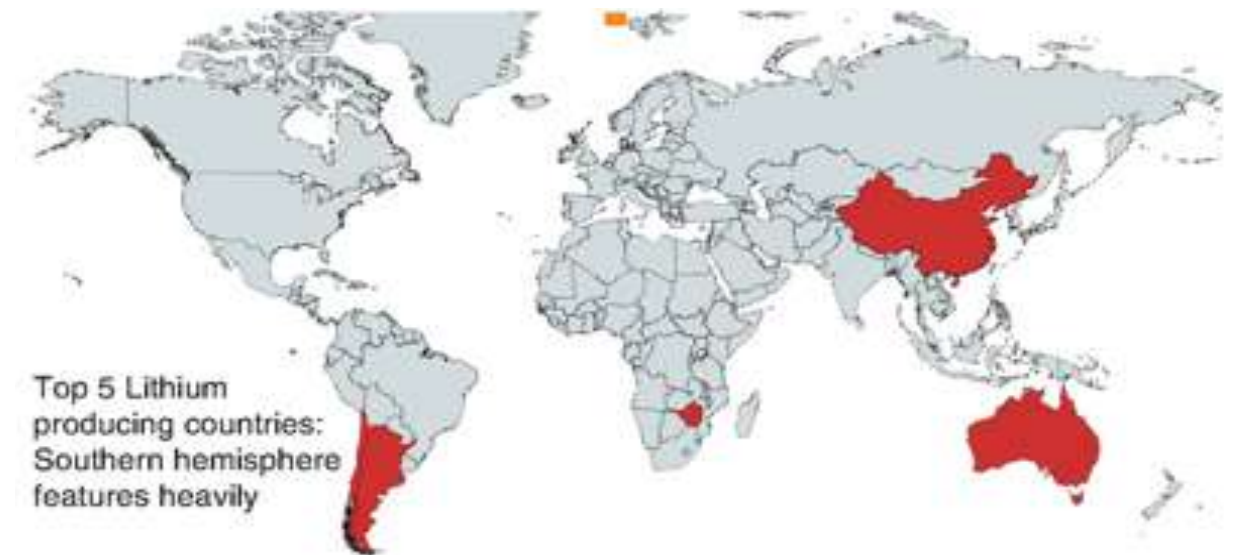 Top 5 Lithium
producing countries:
Southern hemisphere
features heavily